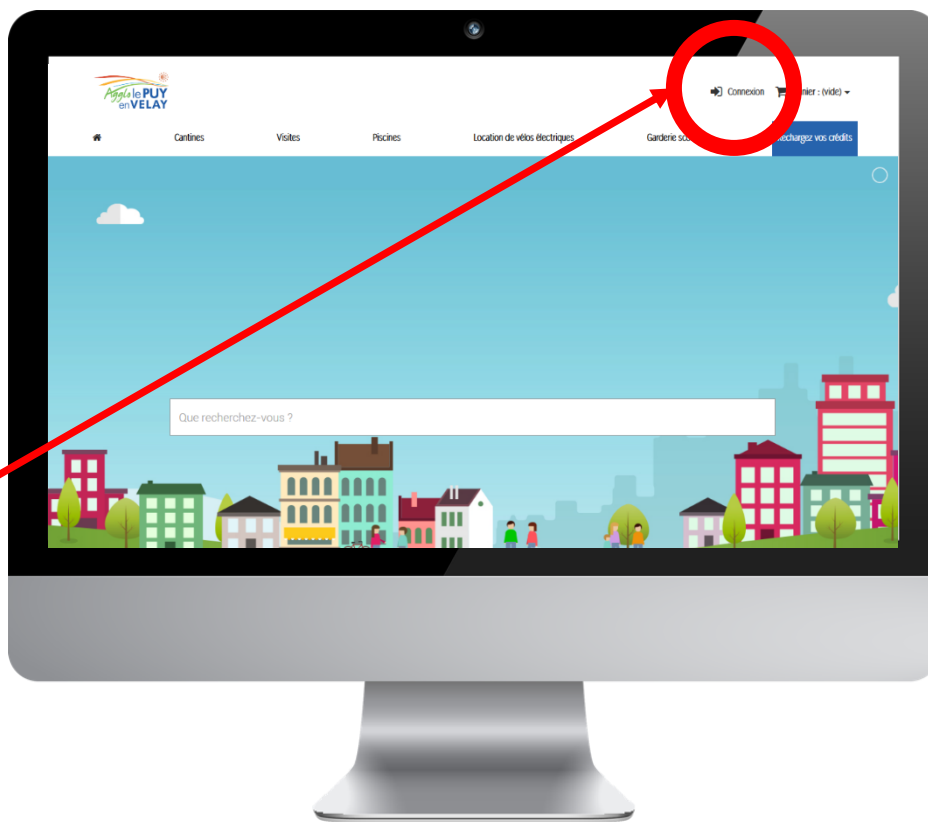 Agglo le PUY
en VELAY
Connexion
: (vide)
Cantines Visites Piscines Location de vélos électriques Garderie Rechargez vos crédits
Que recherchez-vous ?